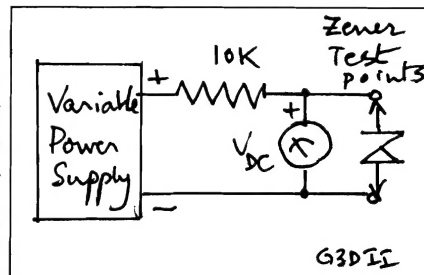 Zener
Test
points
10K
+
+
Variable
Power
Supply
VDC
−
G3DII